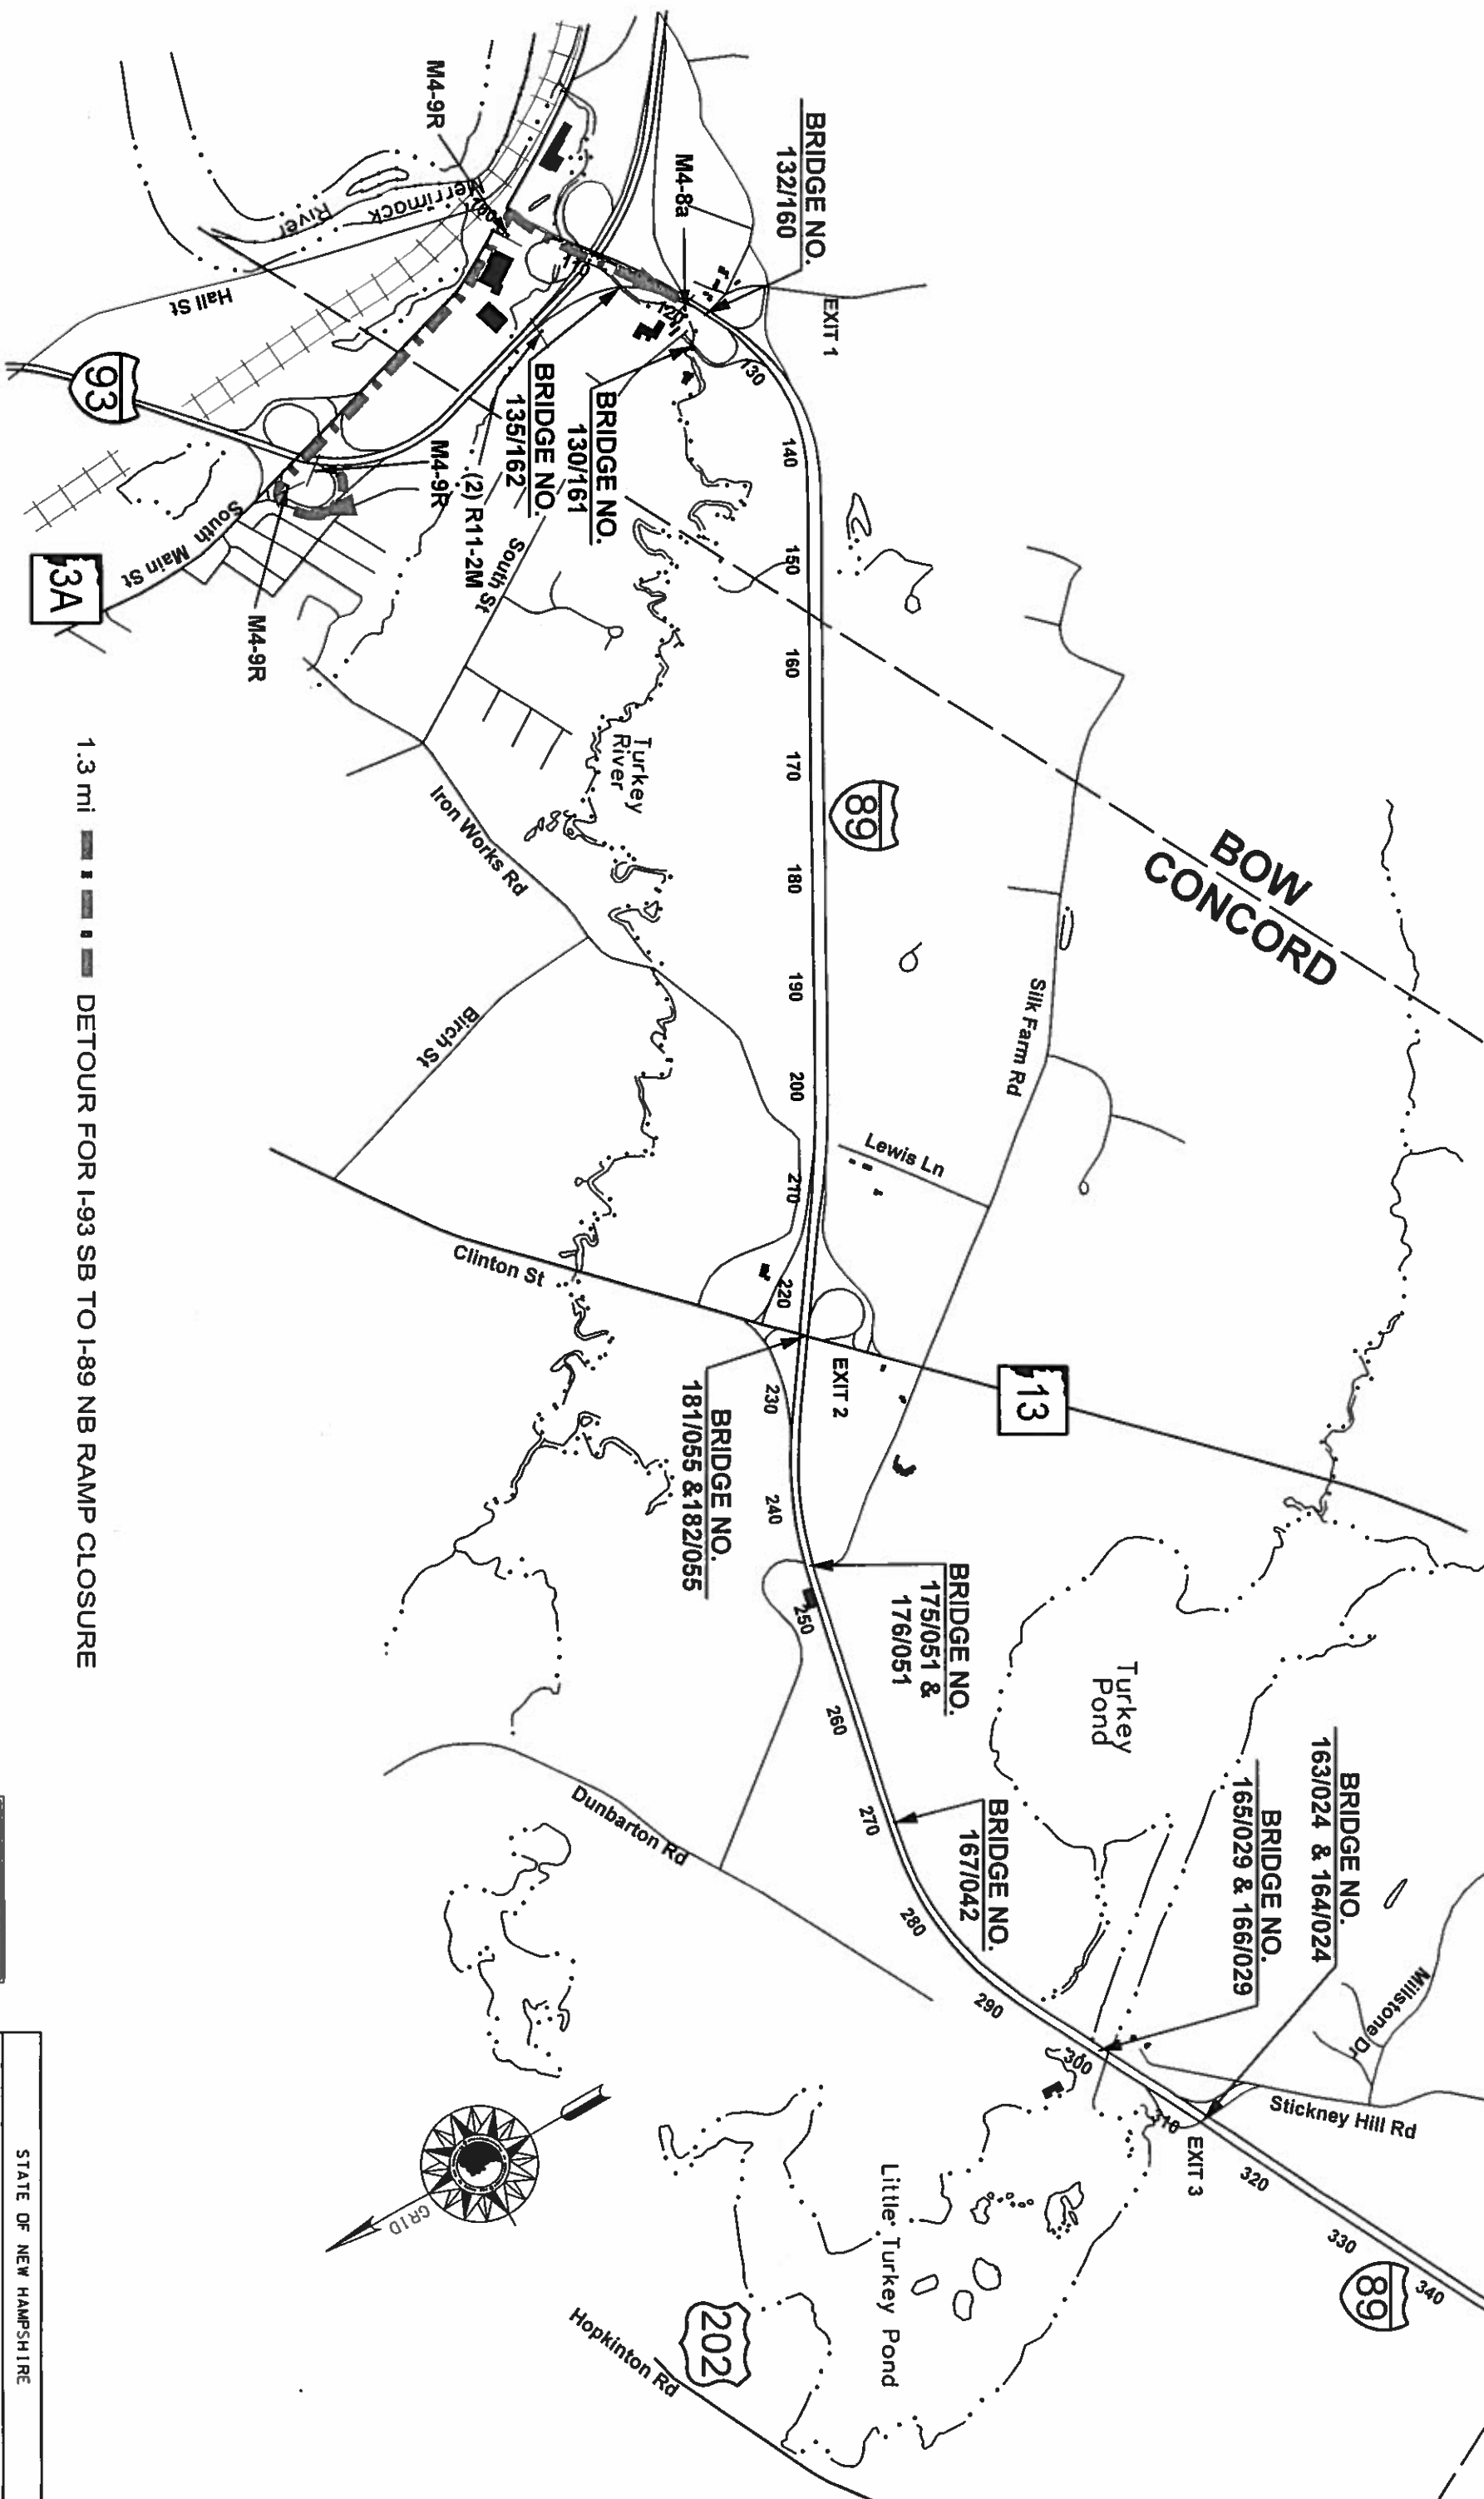 BRIDGE NO.
132/160
M4-8a
M4-9R
EXIT 1
Merrimack
River
Hall St
93
3A
South Main St
M4-9R
M4-9R
(2) R11-2M
BRIDGE NO.
135/162
BRIDGE NO.
130/161
South St
Turkey
River
Iron Works Rd
Birch St
Clinton St
110
120
130
140
150
160
170
180
190
200
210
220
230
240
250
260
270
280
290
300
310
320
330
340
89
BOW
CONCORD
Silk Farm Rd
Lewis Ln
EXIT 2
13
BRIDGE NO.
181/055 &182/055
BRIDGE NO.
175/051 &
176/051
BRIDGE NO.
167/042
Turkey
Pond
BRIDGE NO.
163/024 & 164/024
BRIDGE NO.
165/029 & 166/029
Millstone Dr
Stickney Hill Rd
EXIT 3
89
Dunbarton Rd
Little Turkey Pond
202
Hopkinton Rd
GRID
1.3 mi DETOUR FOR I-93 SB TO I-89 NB RAMP CLOSURE
STATE OF NEW HAMPSHIRE